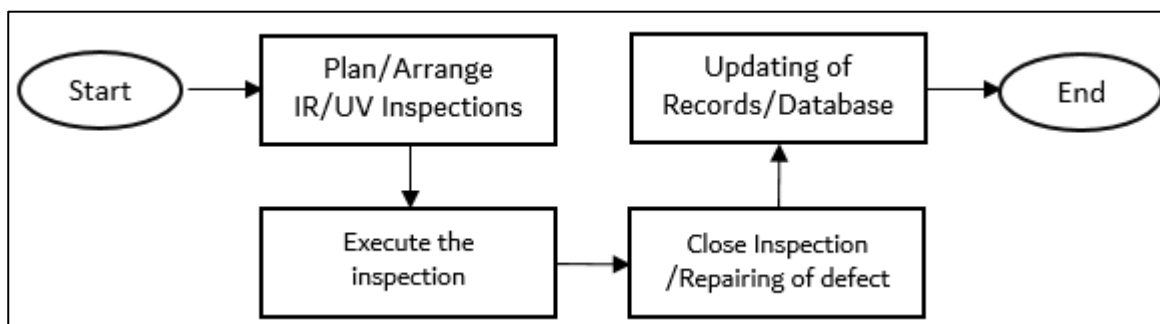 Start
Plan/Arrange
IR/UV Inspections
Execute the
inspection
Close Inspection
/Repairing of defect
Updating of
Records/Database
End